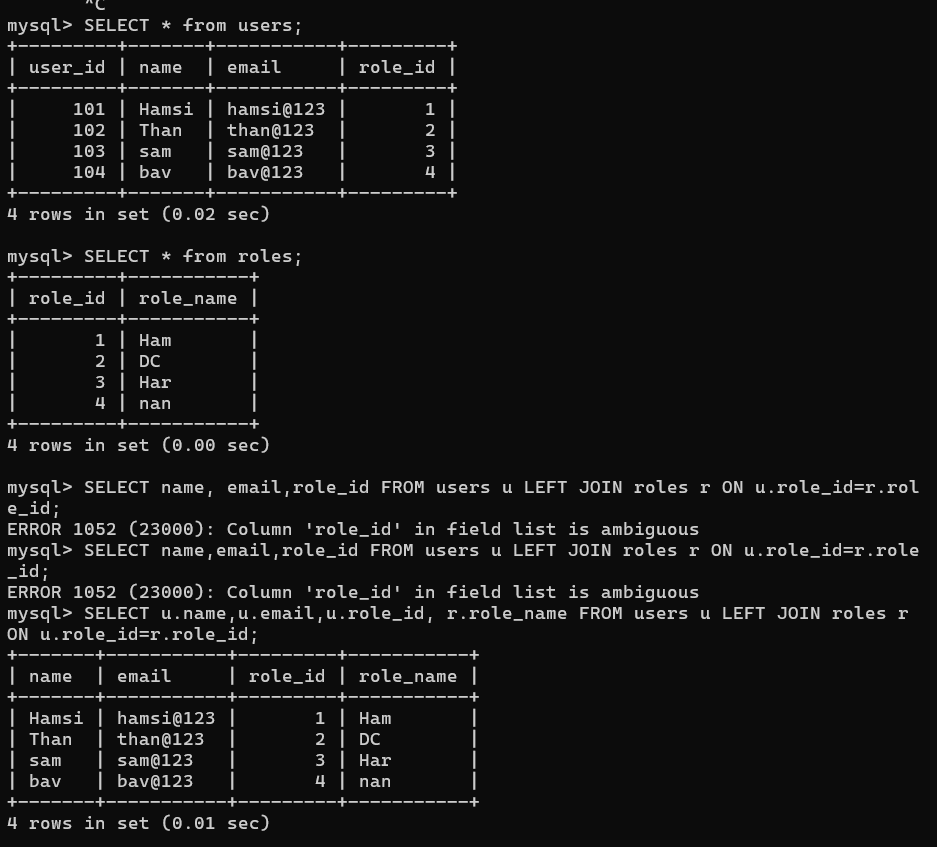 ^C
mysql> SELECT * from users;
+---------+-------+-----------+---------+
| user_id | name  | email     | role_id |
+---------+-------+-----------+---------+
|     101 | Hamsi | hamsi@123 |       1 |
|     102 | Than  | than@123  |       2 |
|     103 | sam   | sam@123   |       3 |
|     104 | bav   | bav@123   |       4 |
+---------+-------+-----------+---------+
4 rows in set (0.02 sec)

mysql> SELECT * from roles;
+---------+-----------+
| role_id | role_name |
+---------+-----------+
|       1 | Ham       |
|       2 | DC        |
|       3 | Har       |
|       4 | nan       |
+---------+-----------+
4 rows in set (0.00 sec)

mysql> SELECT name, email,role_id FROM users u LEFT JOIN roles r ON u.role_id=r.rol
e_id;
ERROR 1052 (23000): Column 'role_id' in field list is ambiguous
mysql> SELECT name,email,role_id FROM users u LEFT JOIN roles r ON u.role_id=r.role
_id;
ERROR 1052 (23000): Column 'role_id' in field list is ambiguous
mysql> SELECT u.name,u.email,u.role_id, r.role_name FROM users u LEFT JOIN roles r
ON u.role_id=r.role_id;
+-------+-----------+---------+-----------+
| name  | email     | role_id | role_name |
+-------+-----------+---------+-----------+
| Hamsi | hamsi@123 |       1 | Ham       |
| Than  | than@123  |       2 | DC        |
| sam   | sam@123   |       3 | Har       |
| bav   | bav@123   |       4 | nan       |
+-------+-----------+---------+-----------+
4 rows in set (0.01 sec)